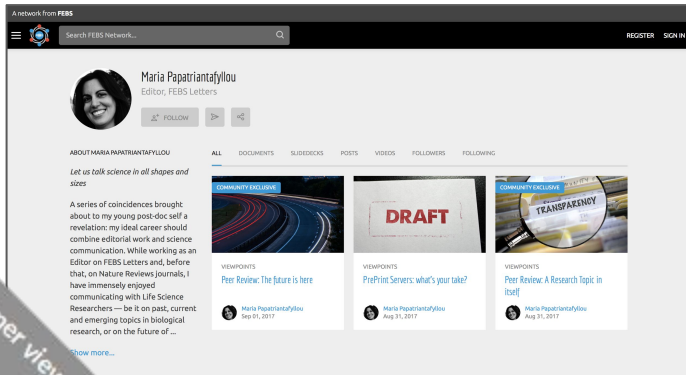 A network from FEBS
Search FEBS Network...
REGISTER SIGN IN
Maria Papatriantafyllou
Editor, FEBS Letters
FOLLOW
ABOUT MARIA PAPATRIANTAFYLLOU
Let us talk science in all shapes and
sizes
A series of coincidences brought
about to my young post-doc self a
revelation: my ideal career should
combine editorial work and science
communication. While working as an
Editor on FEBS Letters and, before
that, on Nature Reviews journals, I
have immensely enjoyed
communicating with Life Science
Researchers — be it on past, current
and emerging topics in biological
research, or on the future of ...
Show more...
ALL DOCUMENTS SLIDEDECKS POSTS VIDEOS FOLLOWERS FOLLOWING
COMMUNITY EXCLUSIVE
VIEWPOINTS
Peer Review: The future is here
Maria Papatriantafyllou
Sep 01, 2017
DRAFT
VIEWPOINTS
PrePrint Servers: what's your take?
Maria Papatriantafyllou
Aug 31, 2017
COMMUNITY EXCLUSIVE
TRANSPARENCY
VIEWPOINTS
Peer Review: A Research Topic in
itself
Maria Papatriantafyllou
Aug 31, 2017